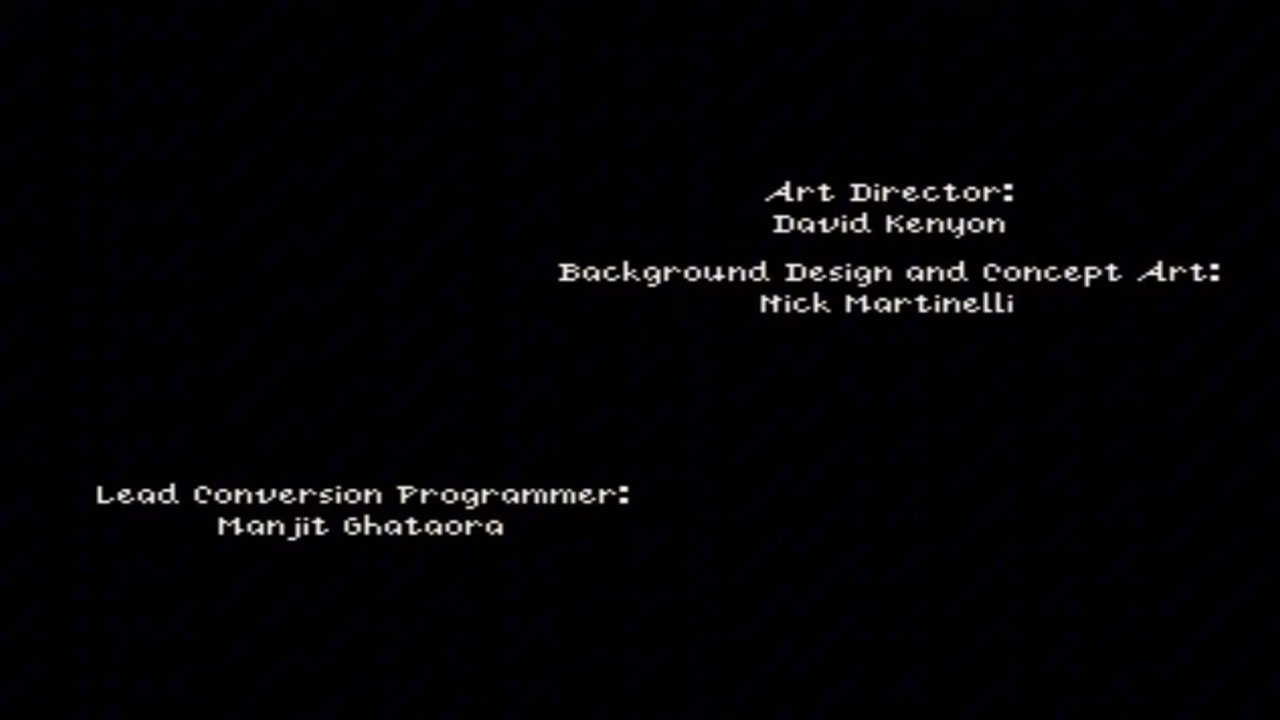 Art Director:
David Kenyon
Background Design and Concept Art:
Nick Martinelli
Lead Conversion Programmer:
Manjit Ghataora